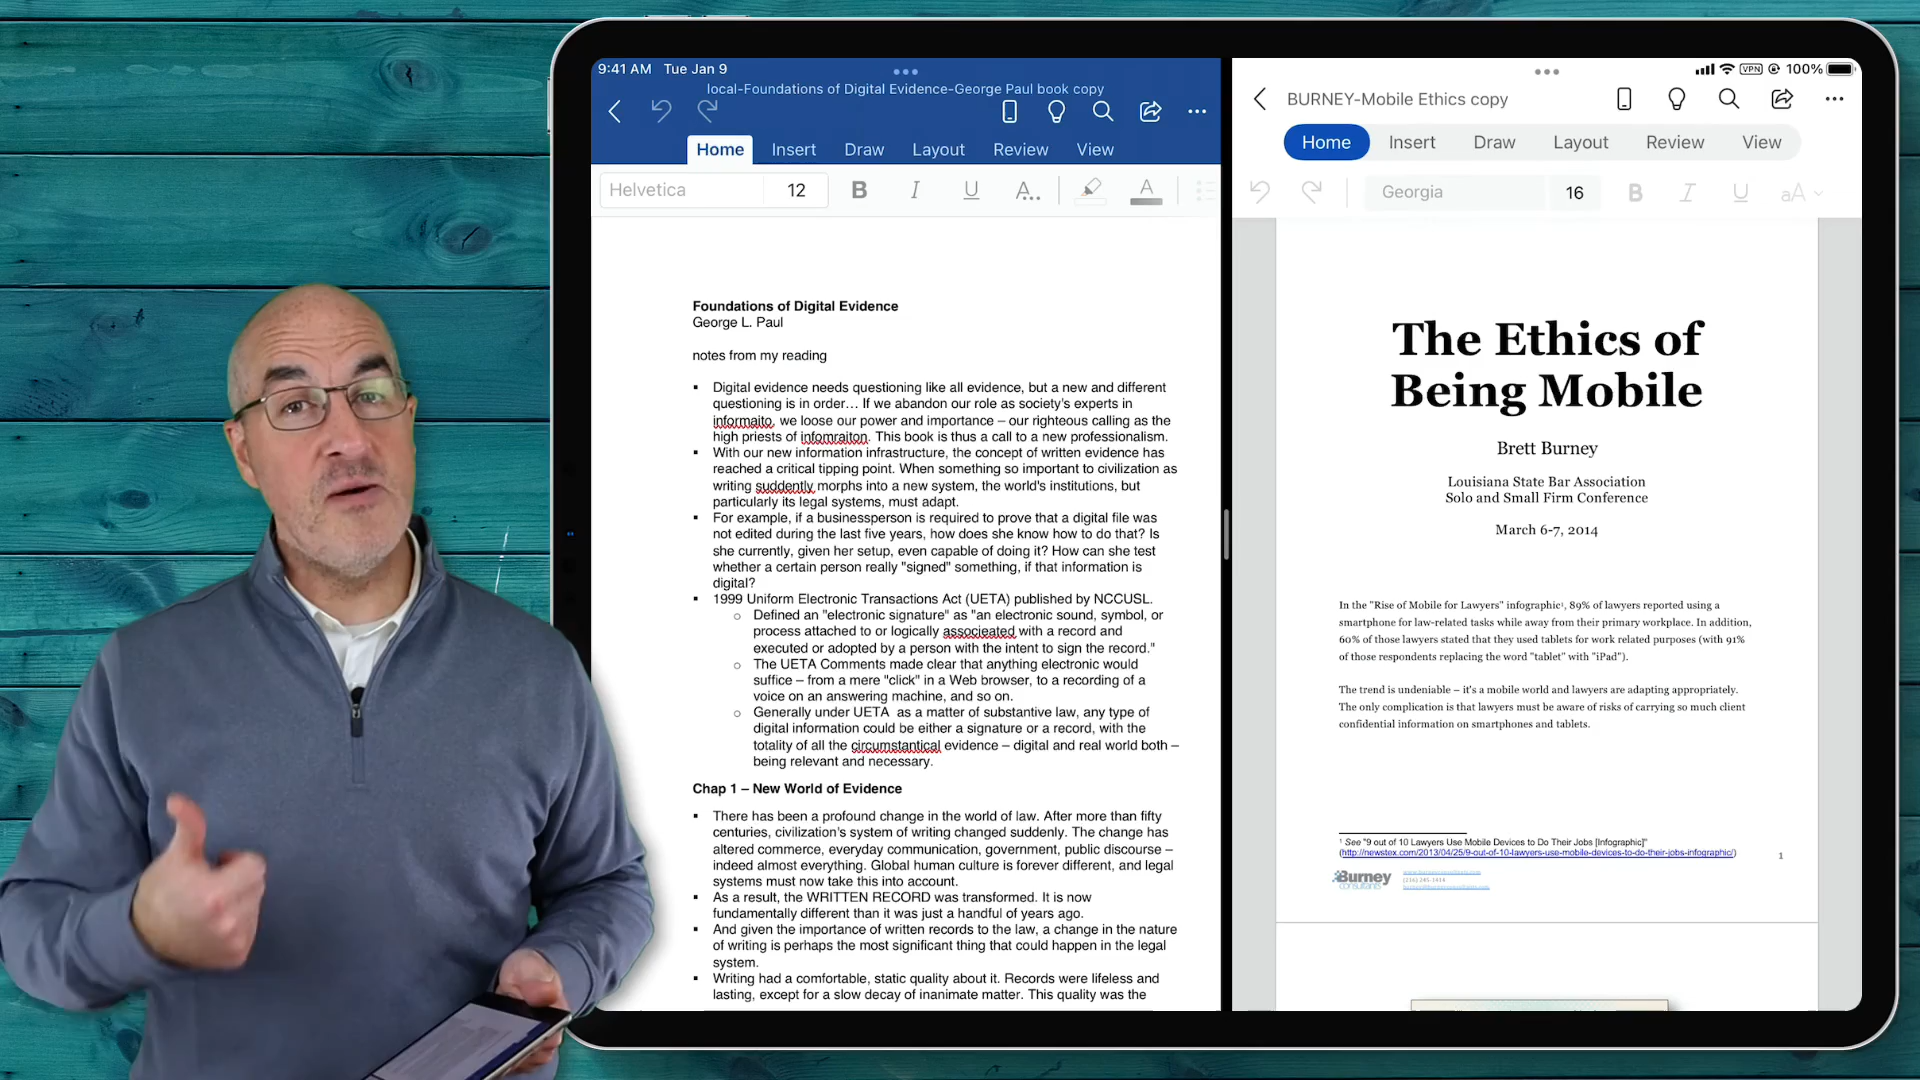 9:41 AM Tue Jan 9
local-Foundations of Digital Evidence-George Paul book copy
Home Insert Draw Layout Review View
Helvetica 12 B I U A...
Foundations of Digital Evidence
George L. Paul
notes from my reading
▪ Digital evidence needs questioning like all evidence, but a new and different
questioning is in order… If we abandon our role as society's experts in
informaito, we loose our power and importance – our righteous calling as the
high priests of infomraiton. This book is thus a call to a new professionalism.
▪ With our new information infrastructure, the concept of written evidence has
reached a critical tipping point. When something so important to civilization as
writing suddently morphs into a new system, the world's institutions, but
particularly its legal systems, must adapt.
▪ For example, if a businessperson is required to prove that a digital file was
not edited during the last five years, how does she know how to do that? Is
she currently, given her setup, even capable of doing it? How can she test
whether a certain person really "signed" something, if that information is
digital?
▪ 1999 Uniform Electronic Transactions Act (UETA) published by NCCUSL.
○ Defined an "electronic signature" as "an electronic sound, symbol, or
process attached to or logically associeated with a record and
executed or adopted by a person with the intent to sign the record."
○ The UETA Comments made clear that anything electronic would
suffice – from a mere "click" in a Web browser, to a recording of a
voice on an answering machine, and so on.
○ Generally under UETA as a matter of substantive law, any type of
digital information could be either a signature or a record, with the
totality of all the circumstantical evidence – digital and real world both –
being relevant and necessary.
Chap 1 – New World of Evidence
▪ There has been a profound change in the world of law. After more than fifty
centuries, civilization's system of writing changed suddenly. The change has
altered commerce, everyday communication, government, public discourse –
indeed almost everything. Global human culture is forever different, and legal
systems must now take this into account.
▪ As a result, the WRITTEN RECORD was transformed. It is now
fundamentally different than it was just a handful of years ago.
▪ And given the importance of written records to the law, a change in the nature
of writing is perhaps the most significant thing that could happen in the legal
system.
▪ Writing had a comfortable, static quality about it. Records were lifeless and
lasting, except for a slow decay of inanimate matter. This quality was the
VPN 100%
BURNEY-Mobile Ethics copy
Home Insert Draw Layout Review View
Georgia 16 B I U aA
The Ethics of
Being Mobile
Brett Burney
Louisiana State Bar Association
Solo and Small Firm Conference
March 6-7, 2014
In the "Rise of Mobile for Lawyers" infographic¹, 89% of lawyers reported using a
smartphone for law-related tasks while away from their primary workplace. In addition,
60% of those lawyers stated that they used tablets for work related purposes (with 91%
of those respondents replacing the word "tablet" with "iPad").
The trend is undeniable – it's a mobile world and lawyers are adapting appropriately.
The only complication is that lawyers must be aware of risks of carrying so much client
confidential information on smartphones and tablets.
¹ See "9 out of 10 Lawyers Use Mobile Devices to Do Their Jobs [Infographic]"
(http://newstex.com/2013/04/25/9-out-of-10-lawyers-use-mobile-devices-to-do-their-jobs-infographic/)
1
Burney
consultants